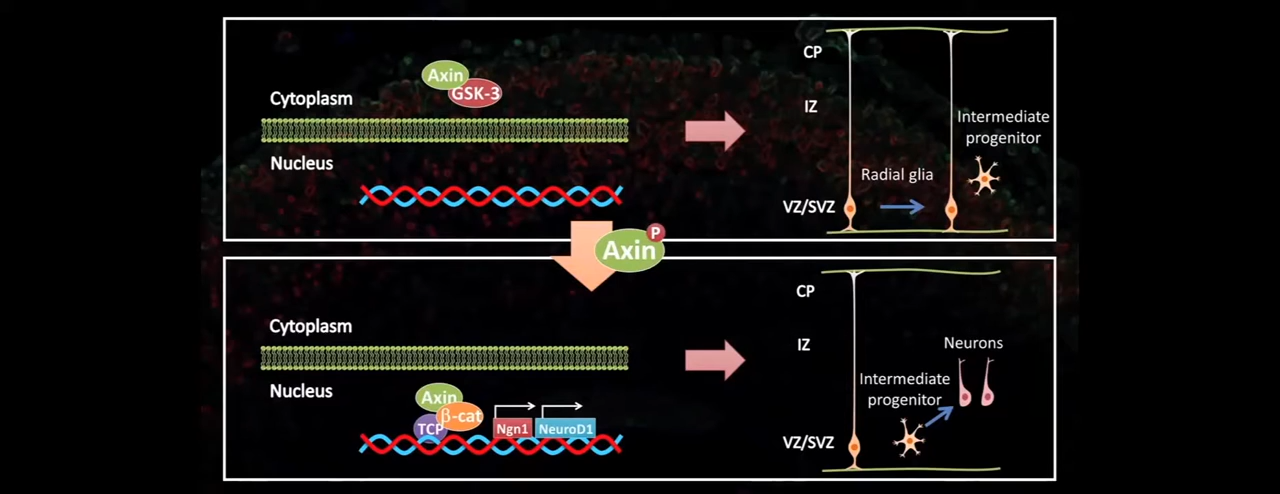 Axin
GSK-3
Cytoplasm
Nucleus
CP
IZ
VZ/SVZ
Radial glia
Intermediate
progenitor
Axin
P
Cytoplasm
Nucleus
Axin
β-cat
TCP
Ngn1
NeuroD1
CP
IZ
VZ/SVZ
Intermediate
progenitor
Neurons